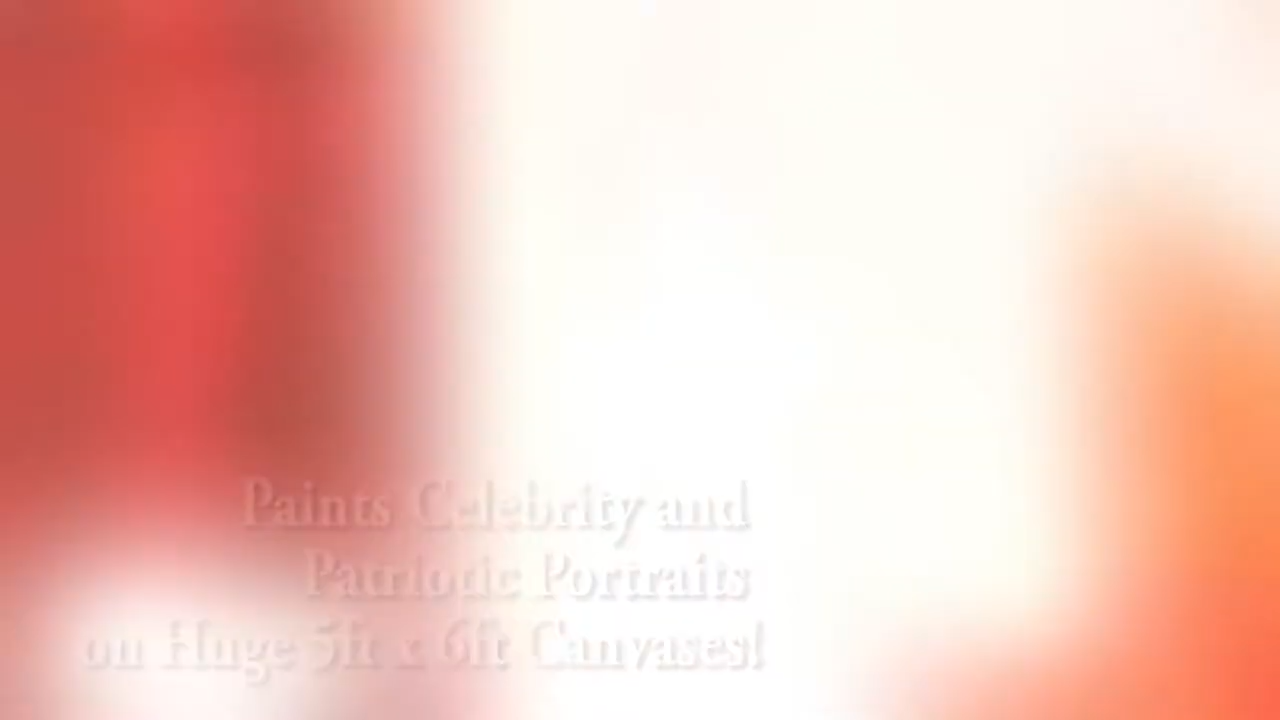 Paints Celebrity and
Patriotic Portraits
on Huge 5ft x 6ft Canvases!